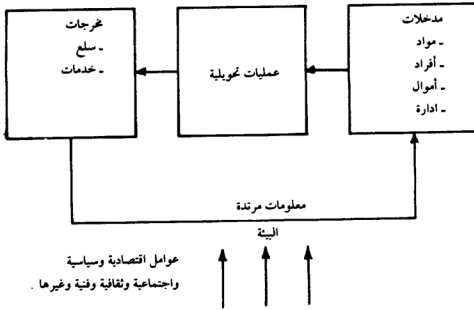 مدخلات
ـ مواد
ـ أفراد
ـ أموال
ـ ادارة
عمليات تحويلية
مخرجات
ـ سلع
ـ خدمات
معلومات مرتدة
البيئة
عوامل اقتصادية وسياسية
واجتماعية وثقافية وفنية وغيرها .